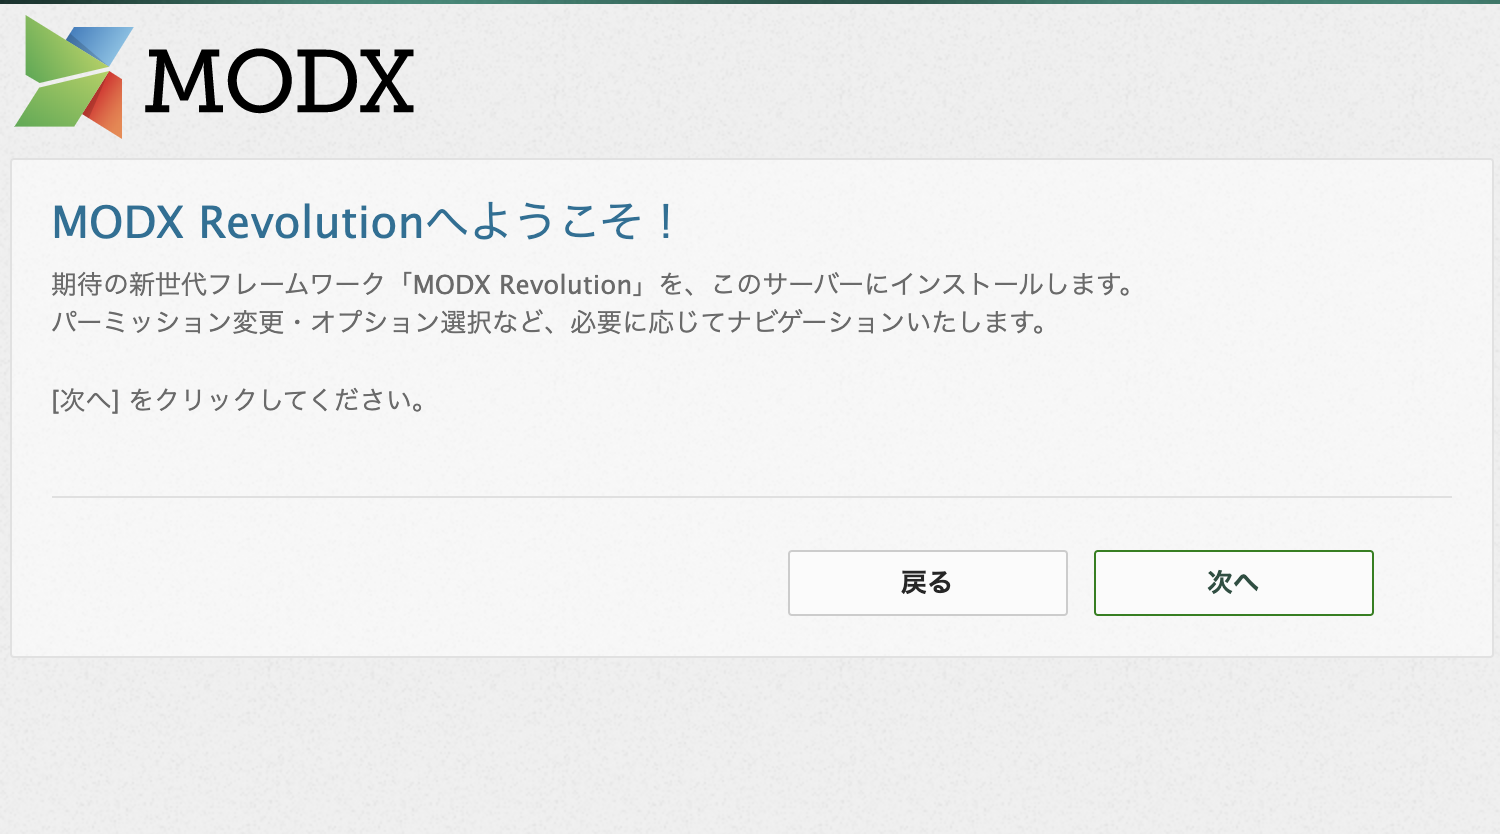 MODX
MODX Revolutionへようこそ！
期待の新世代フレームワーク「MODX Revolution」を、このサーバーにインストールします。
パーミッション変更・オプション選択など、必要に応じてナビゲーションいたします。
[次へ] をクリックしてください。
戻る
次へ